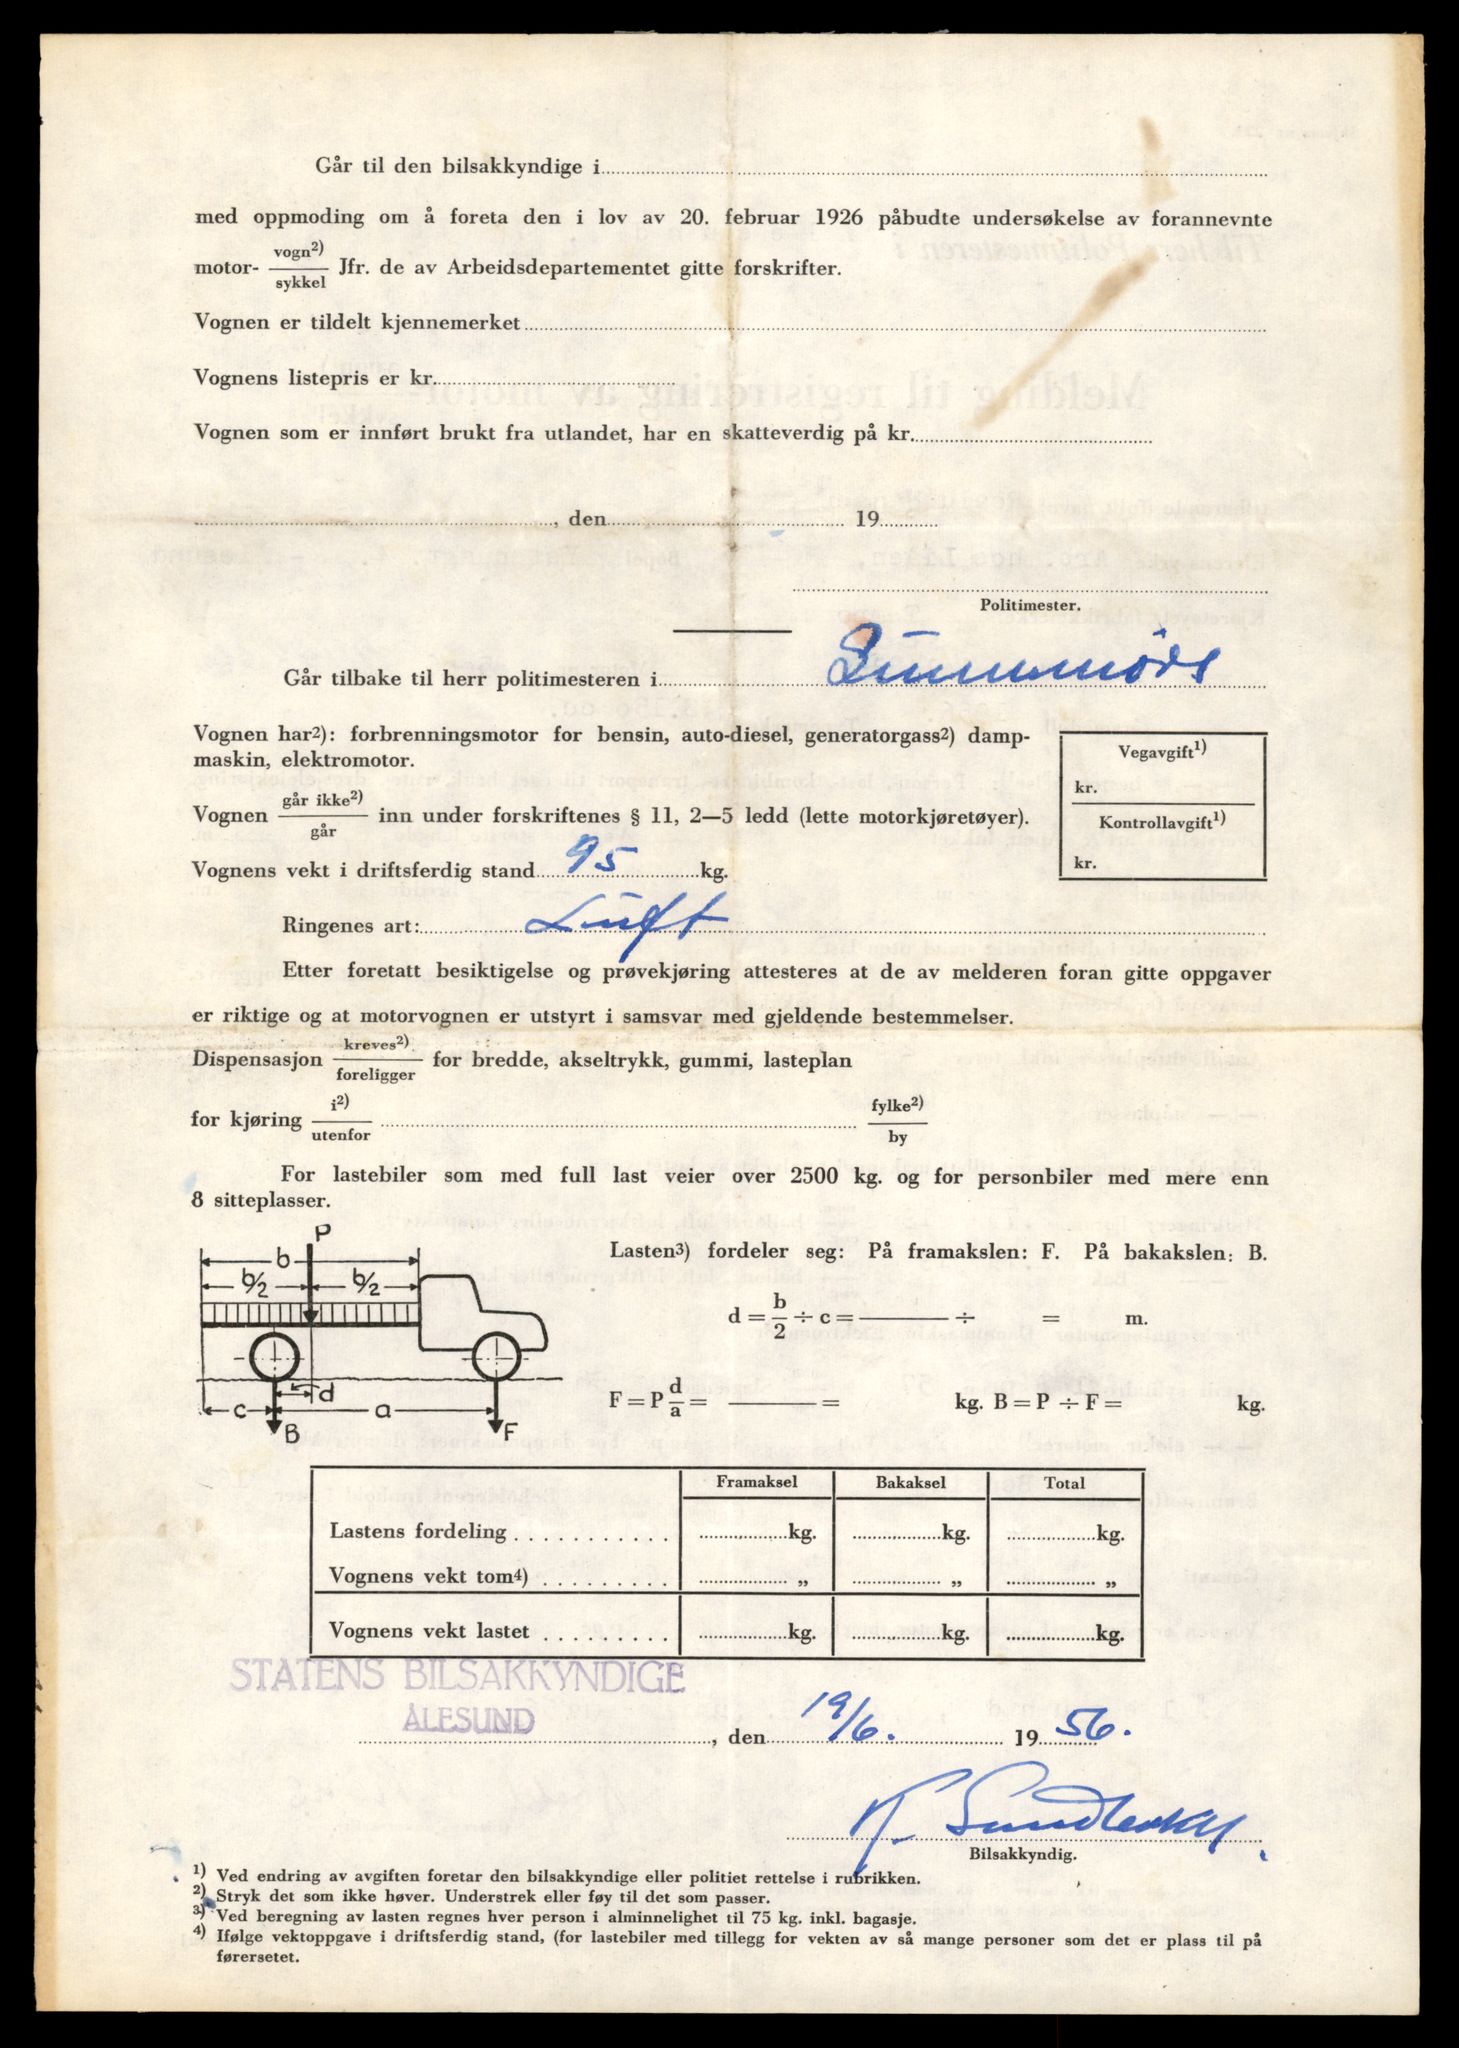 Går til den bilsakkyndige i
med oppmoding om å foreta den i lov av 20. februar 1926 påbudte undersøkelse av forannevnte
motor- vogn²)/sykkel Jfr. de av Arbeidsdepartementet gitte forskrifter.
Vognen er tildelt kjennemerket
Vognens listepris er kr.
Vognen som er innført brukt fra utlandet, har en skatteverdig på kr.
, den 19
Politimester.
Går tilbake til herr politimesteren i Sunnmøre
Vognen har²): forbrenningsmotor for bensin, auto-diesel, generatorgass²) damp-
maskin, elektromotor.
Vegavgift¹)
kr.
Kontrollavgift¹)
kr.
Vognen går ikke²)/går inn under forskriftenes § 11, 2—5 ledd (lette motorkjøretøyer).
Vognens vekt i driftsferdig stand 95 kg.
Ringenes art: Luft
Etter foretatt besiktigelse og prøvekjøring attesteres at de av melderen foran gitte oppgaver
er riktige og at motorvognen er utstyrt i samsvar med gjeldende bestemmelser.
Dispensasjon kreves²)/foreligger for bredde, akseltrykk, gummi, lasteplan
for kjøring i²)/utenfor fylke²)/by
For lastebiler som med full last veier over 2500 kg. og for personbiler med mere enn
8 sitteplasser.
P
b
b/2 b/2
d
c a
B F
Lasten³) fordeler seg: På framakslen: F. På bakakslen: B.
d = b/2 ÷ c = ——— ÷ = m.
F = P d/a = ——— = kg. B = P ÷ F = kg.
Framaksel Bakaksel Total
Lastens fordeling kg. kg. kg.
Vognens vekt tom⁴) „ „ „
Vognens vekt lastet kg. kg. kg.
STATENS BILSAKKYNDIGE
ÅLESUND
, den 19/6. 1956.
Bilsakkyndig.
¹) Ved endring av avgiften foretar den bilsakkyndige eller politiet rettelse i rubrikken.
²) Stryk det som ikke høver. Understrek eller føy til det som passer.
³) Ved beregning av lasten regnes hver person i alminnelighet til 75 kg. inkl. bagasje.
⁴) Ifølge vektoppgave i driftsferdig stand, (for lastebiler med tillegg for vekten av så mange personer som det er plass til på
førersetet.